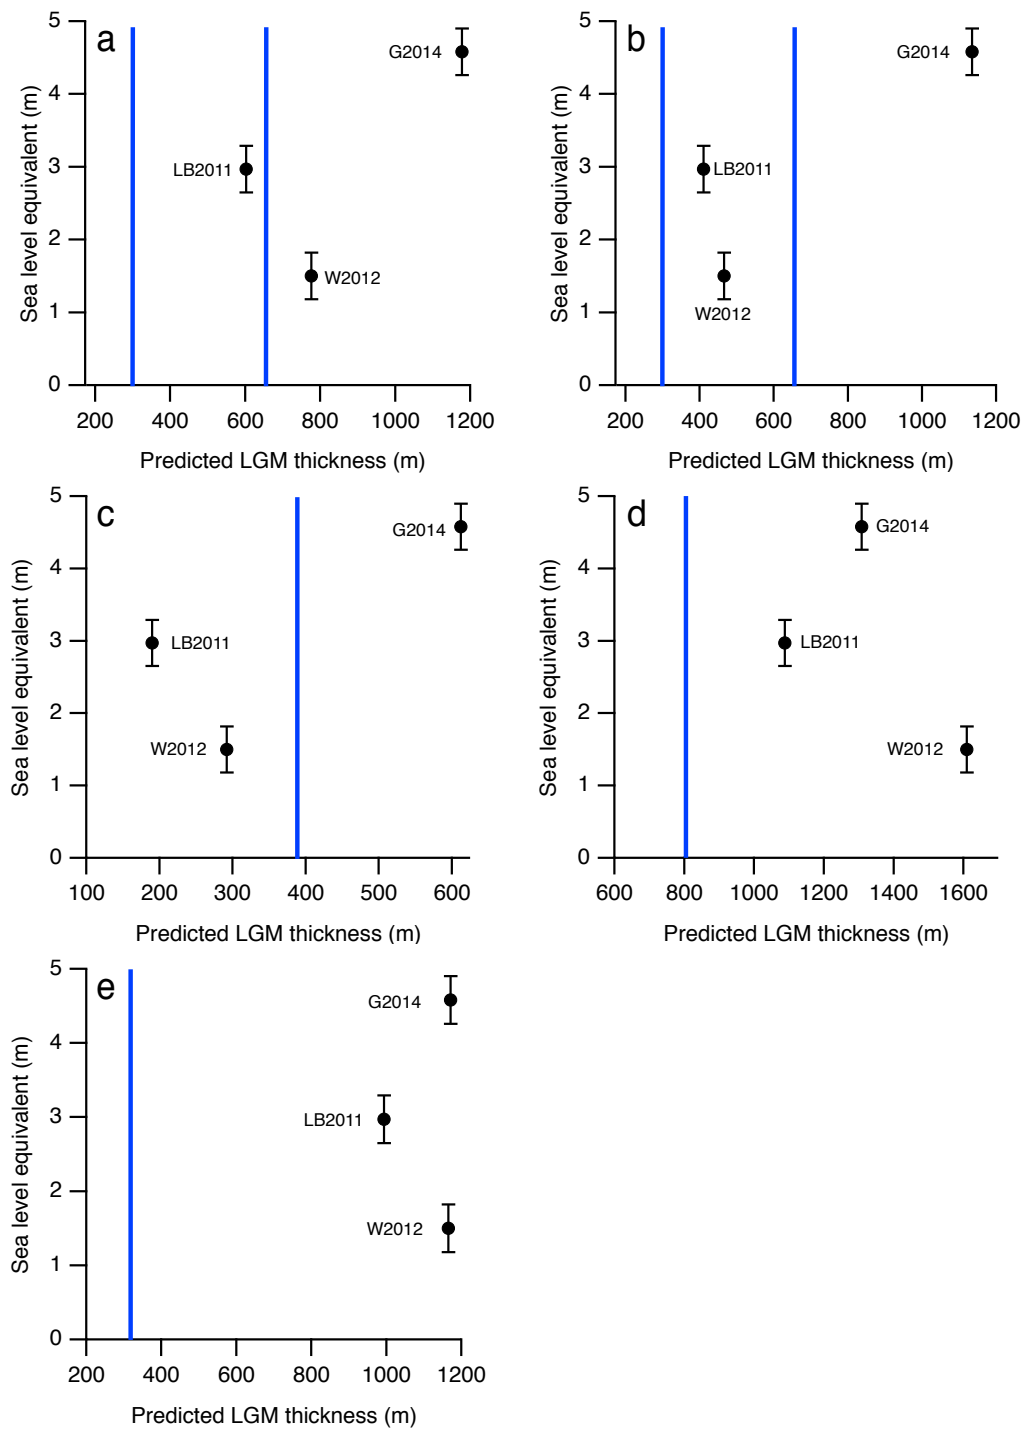 a
Sea level equivalent (m)
5
4
3
2
1
0
G2014
LB2011
W2012
200 400 600 800 1000 1200
Predicted LGM thickness (m)
b
Sea level equivalent (m)
5
4
3
2
1
0
G2014
LB2011
W2012
200 400 600 800 1000 1200
Predicted LGM thickness (m)
c
Sea level equivalent (m)
5
4
3
2
1
0
G2014
LB2011
W2012
100 200 300 400 500 600
Predicted LGM thickness (m)
d
Sea level equivalent (m)
5
4
3
2
1
0
G2014
LB2011
W2012
600 800 1000 1200 1400 1600
Predicted LGM thickness (m)
e
Sea level equivalent (m)
5
4
3
2
1
0
G2014
LB2011
W2012
200 400 600 800 1000 1200
Predicted LGM thickness (m)